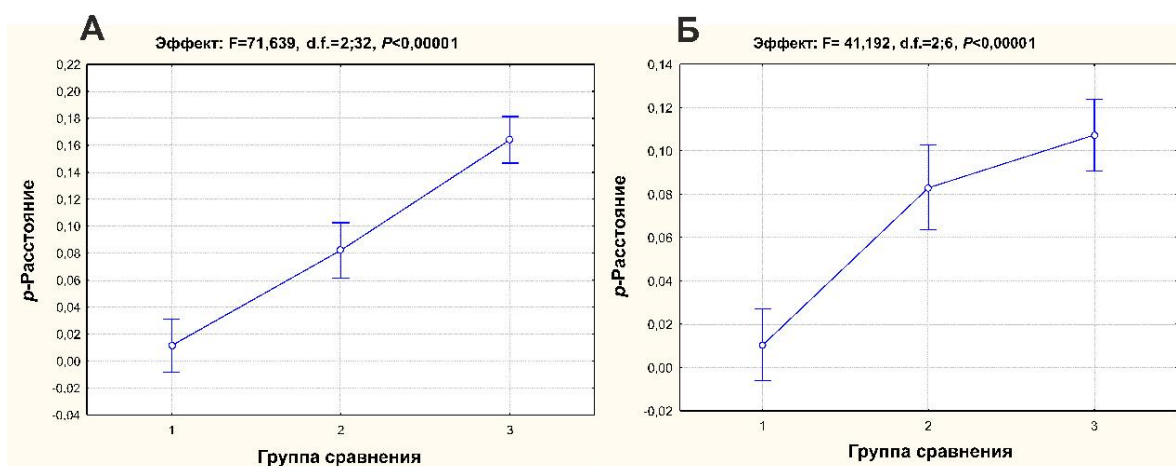 А
Эффект: F=71,639, d.f.=2;32, P<0,00001
0,22
0,20
0,18
0,16
0,14
0,12
0,10
0,08
0,06
0,04
0,02
0,00
-0.02
-0.04
p-Расстояние
1 2 3
Группа сравнения
Б
Эффект: F= 41,192, d.f.=2;6, P<0,00001
0,14
0,12
0,10
0,08
0,06
0,04
0,02
0,00
-0,02
p-Расстояние
1 2 3
Группа сравнения